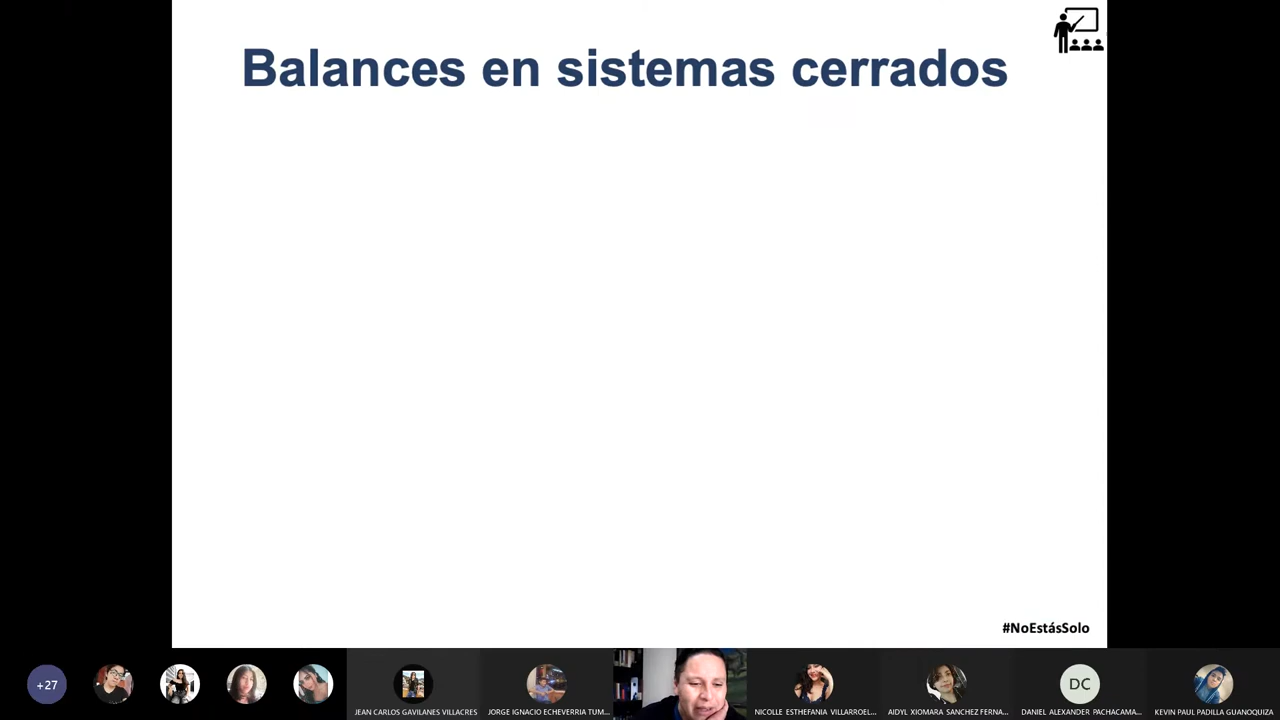 Balances en sistemas cerrados
#NoEstásSolo
+27
JEAN CARLOS GAVILANES VILLACRES
JORGE IGNACIO ECHEVERRIA TUM...
NICOLLE ESTHEFANIA VILLARROEL...
AIDYL XIOMARA SANCHEZ FERNA...
DC
DANIEL ALEXANDER PACHACAMA...
KEVIN PAUL PADILLA GUANOQUIZA